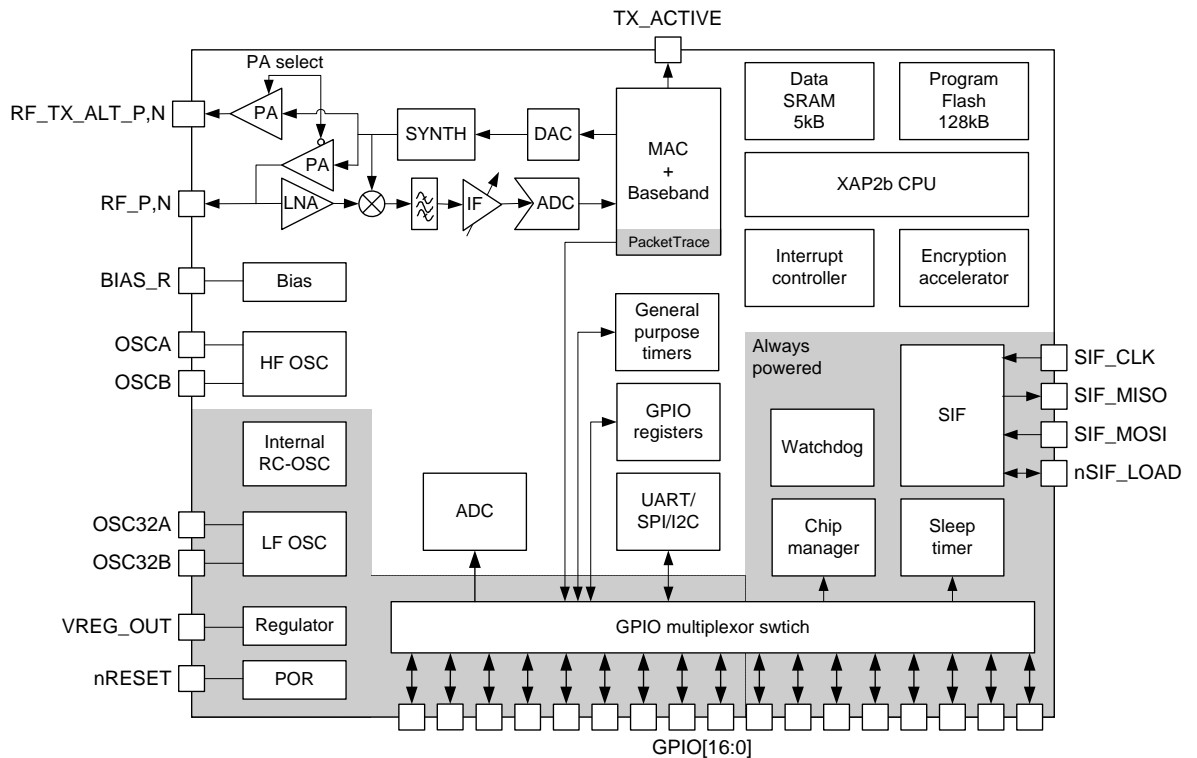 TX_ACTIVE
PA select
RF_TX_ALT_P,N
PA
SYNTH
DAC
MAC
+
Baseband
PacketTrace
Data
SRAM
5kB
Program
Flash
128kB
XAP2b CPU
PA
RF_P,N
LNA
IF
ADC
Interrupt
controller
Encryption
accelerator
BIAS_R
Bias
OSCA
OSCB
HF OSC
General
purpose
timers
Always
powered
SIF
SIF_CLK
SIF_MISO
SIF_MOSI
nSIF_LOAD
Internal
RC-OSC
GPIO
registers
Watchdog
OSC32A
OSC32B
LF OSC
ADC
UART/
SPI/I2C
Chip
manager
Sleep
timer
VREG_OUT
Regulator
GPIO multiplexor swtich
nRESET
POR
GPIO[16:0]